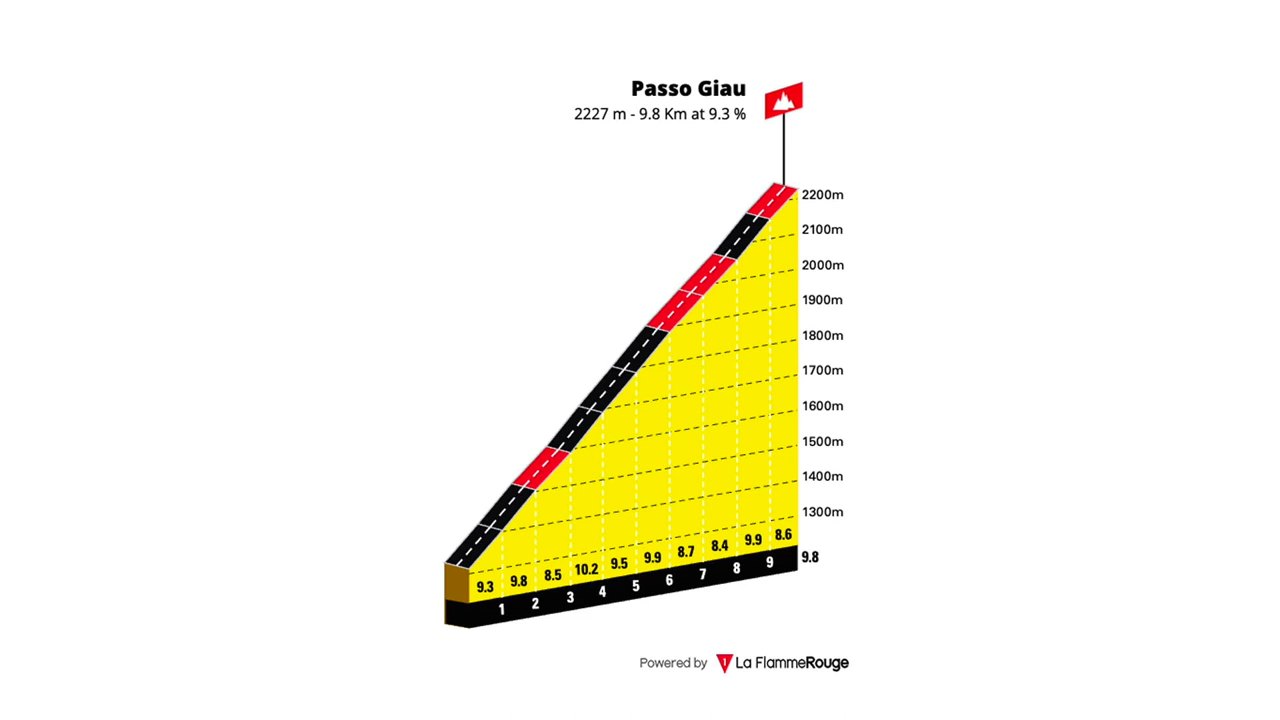 Passo Giau
2227 m - 9.8 Km at 9.3 %
2200m
2100m
2000m
1900m
1800m
1700m
1600m
1500m
1400m
1300m
9.3 9.8 8.5 10.2 9.5 9.9 8.7 8.4 9.9 8.6
1 2 3 4 5 6 7 8 9 9.8
Powered by La FlammeRouge